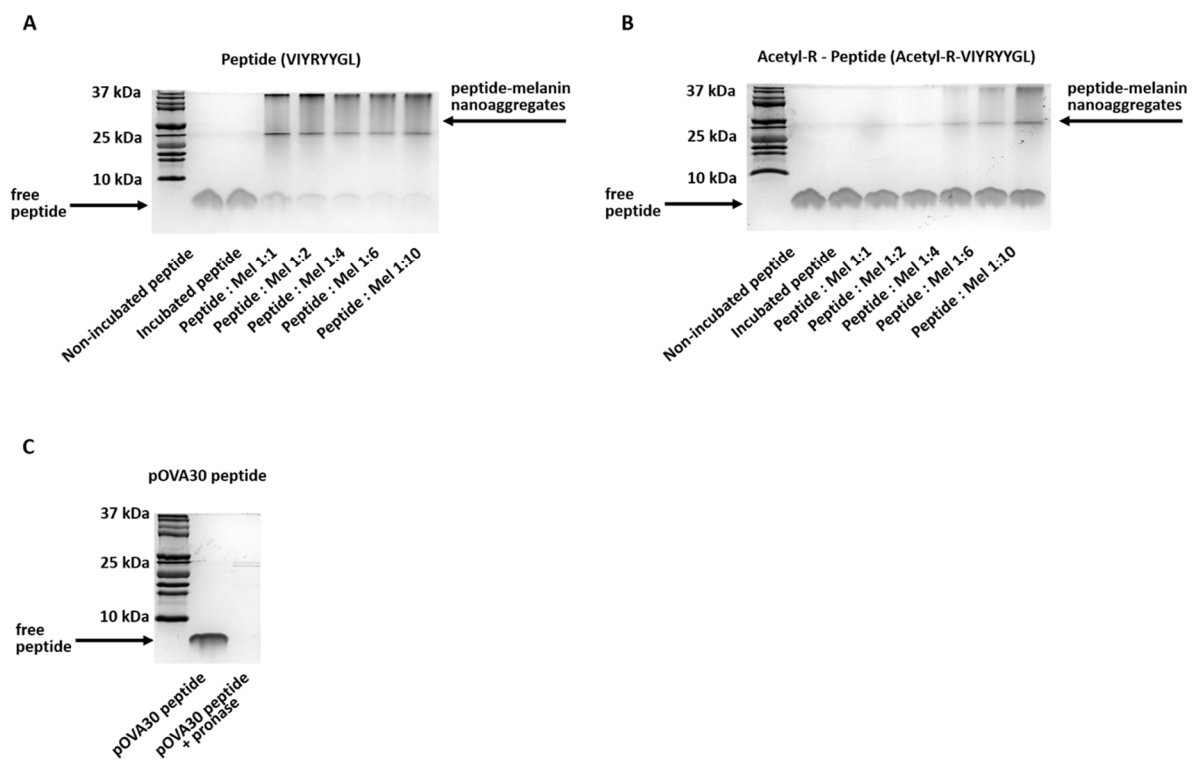 A
Peptide (VIYRYYGL)
37 kDa
25 kDa
10 kDa
free
peptide
peptide-melanin
nanoaggregates
Non-incubated peptide
Incubated peptide
Peptide : Mel 1:1
Peptide : Mel 1:2
Peptide : Mel 1:4
Peptide : Mel 1:6
Peptide : Mel 1:10
B
Acetyl-R - Peptide (Acetyl-R-VIYRYYGL)
37 kDa
25 kDa
10 kDa
free
peptide
peptide-melanin
nanoaggregates
Non-incubated peptide
Incubated peptide
Peptide : Mel 1:1
Peptide : Mel 1:2
Peptide : Mel 1:4
Peptide : Mel 1:6
Peptide : Mel 1:10
C
pOVA30 peptide
37 kDa
25 kDa
10 kDa
free
peptide
pOVA30 peptide
pOVA30 peptide
+ pronase